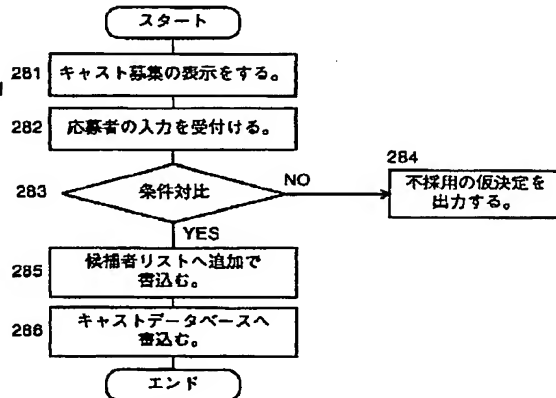 スタート
281 キャスト募集の表示をする。
282 応募者の入力を受付ける。
283 条件対比 NO
284
不採用の仮決定を
出力する。
YES
285 候補者リストへ追加で
書込む。
286 キャストデータベースへ
書込む。
エンド